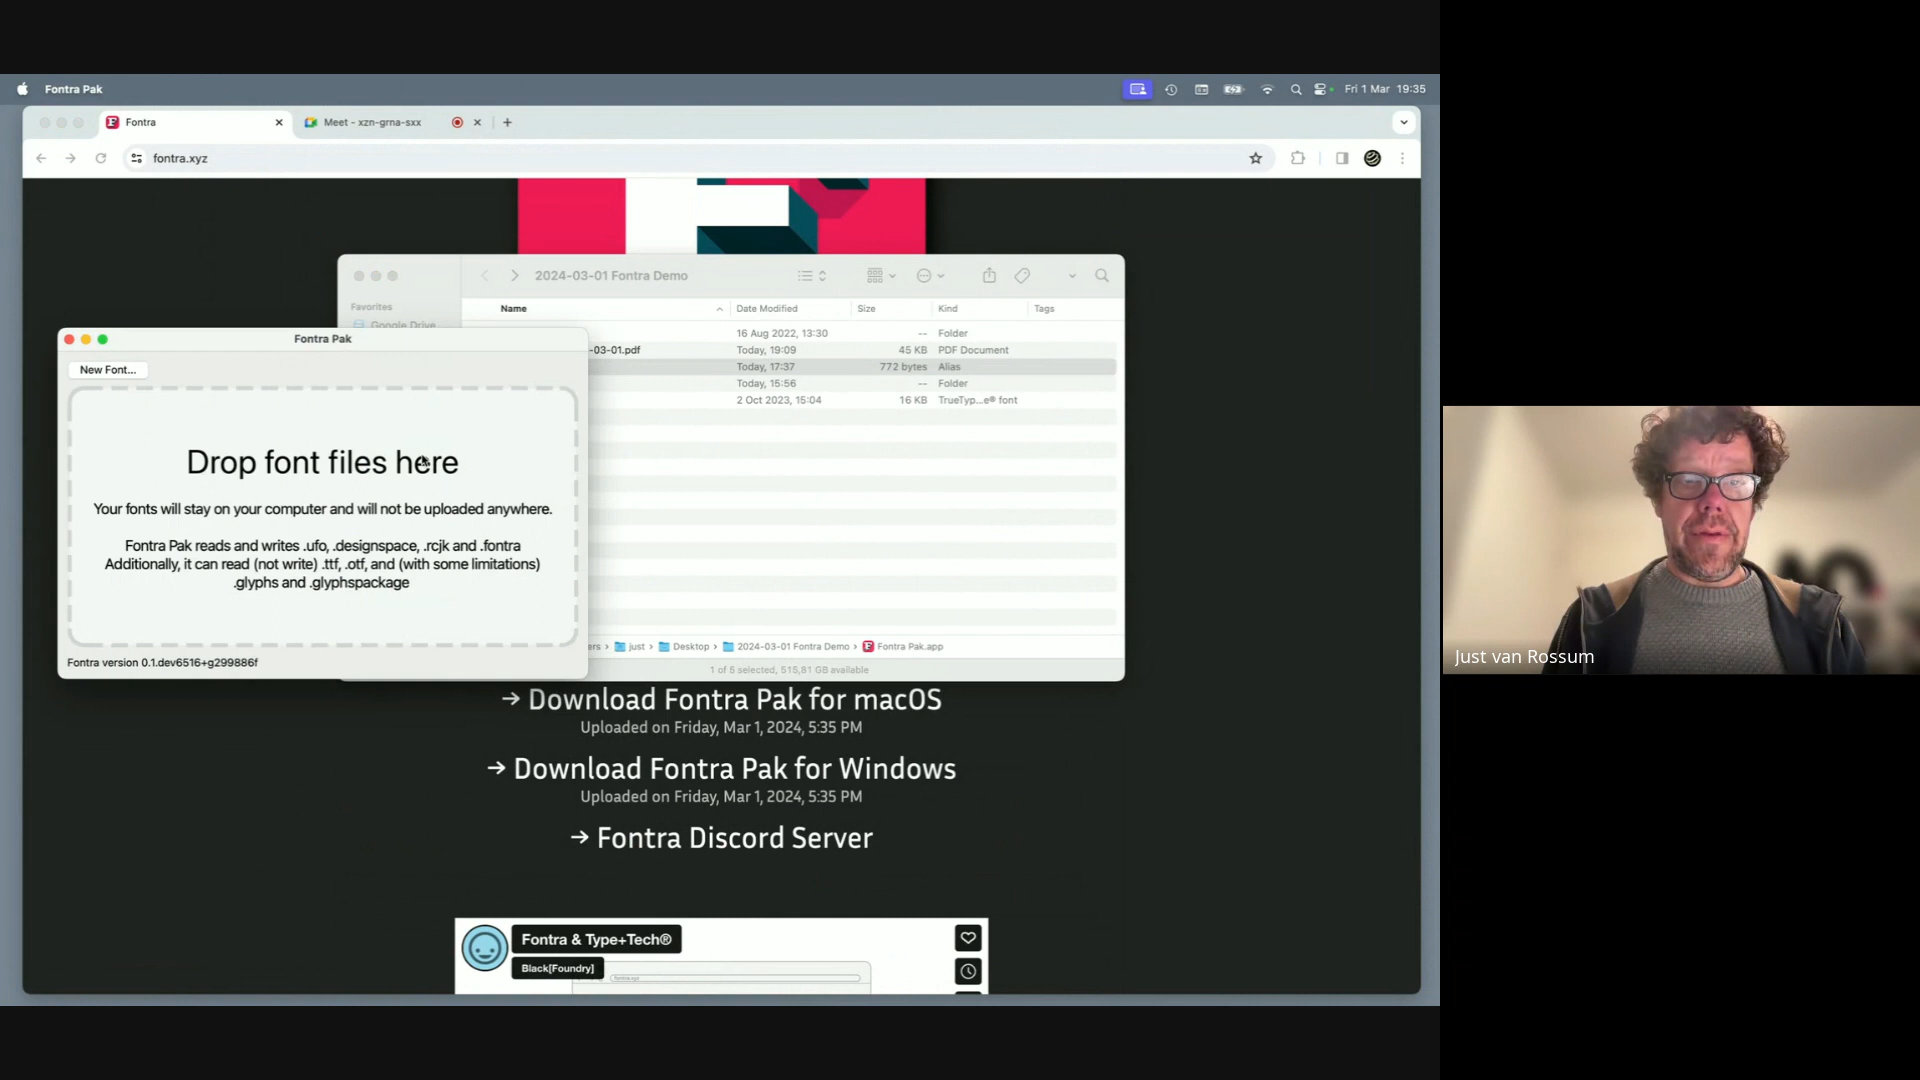 Fontra Pak
Fri 1 Mar 19:35
Fontra
Meet - xzn-grna-sxx
fontra.xyz
2024-03-01 Fontra Demo
Favorites
Google Drive
Name
Date Modified
Size
Kind
Tags
16 Aug 2022, 13:30
--
Folder
-03-01.pdf
Today, 19:09
45 KB
PDF Document
Today, 17:37
772 bytes
Alias
Today, 15:56
--
Folder
2 Oct 2023, 15:04
16 KB
TrueTyp...e® font
Fontra Pak
New Font...
Drop font files here
Your fonts will stay on your computer and will not be uploaded anywhere.
Fontra Pak reads and writes .ufo, .designspace, .rcjk and .fontra
Additionally, it can read (not write) .ttf, .otf, and (with some limitations)
.glyphs and .glyphspackage
Fontra version 0.1.dev6516+g299886f
ers › just › Desktop › 2024-03-01 Fontra Demo › Fontra Pak.app
1 of 5 selected, 515,81 GB available
→ Download Fontra Pak for macOS
Uploaded on Friday, Mar 1, 2024, 5:35 PM
→ Download Fontra Pak for Windows
Uploaded on Friday, Mar 1, 2024, 5:35 PM
→ Fontra Discord Server
Fontra & Type+Tech®
Black[Foundry]
Just van Rossum